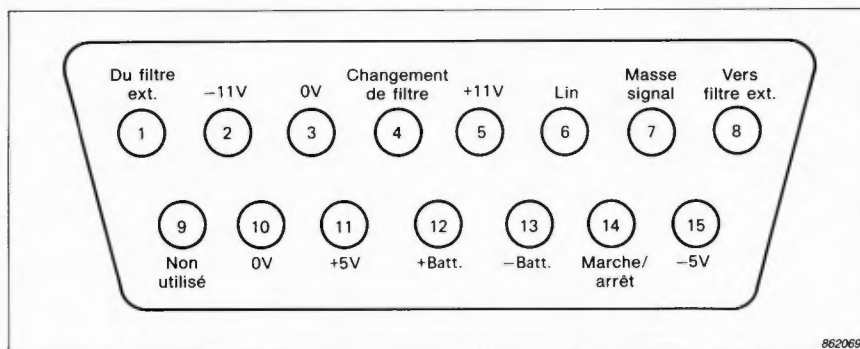 Du filtre
ext.
−11V
0V
Changement
de filtre
+11V
Lin
Masse
signal
Vers
filtre ext.
1
2
3
4
5
6
7
8
9
10
11
12
13
14
15
Non
utilisé
0V
+5V
+Batt.
−Batt.
Marche/
arrêt
−5V
862069